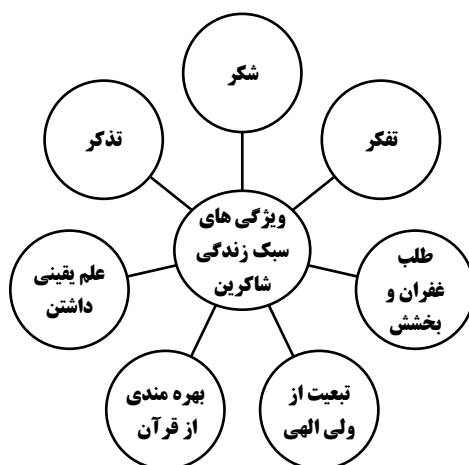 شکر
تفکر
تذکر
ویژگی های
سبک زندگی
شاکرین
طلب
غفران و
بخشش
علم یقینی
داشتن
تبعیت از
ولی الهی
بهره مندی
از قرآن